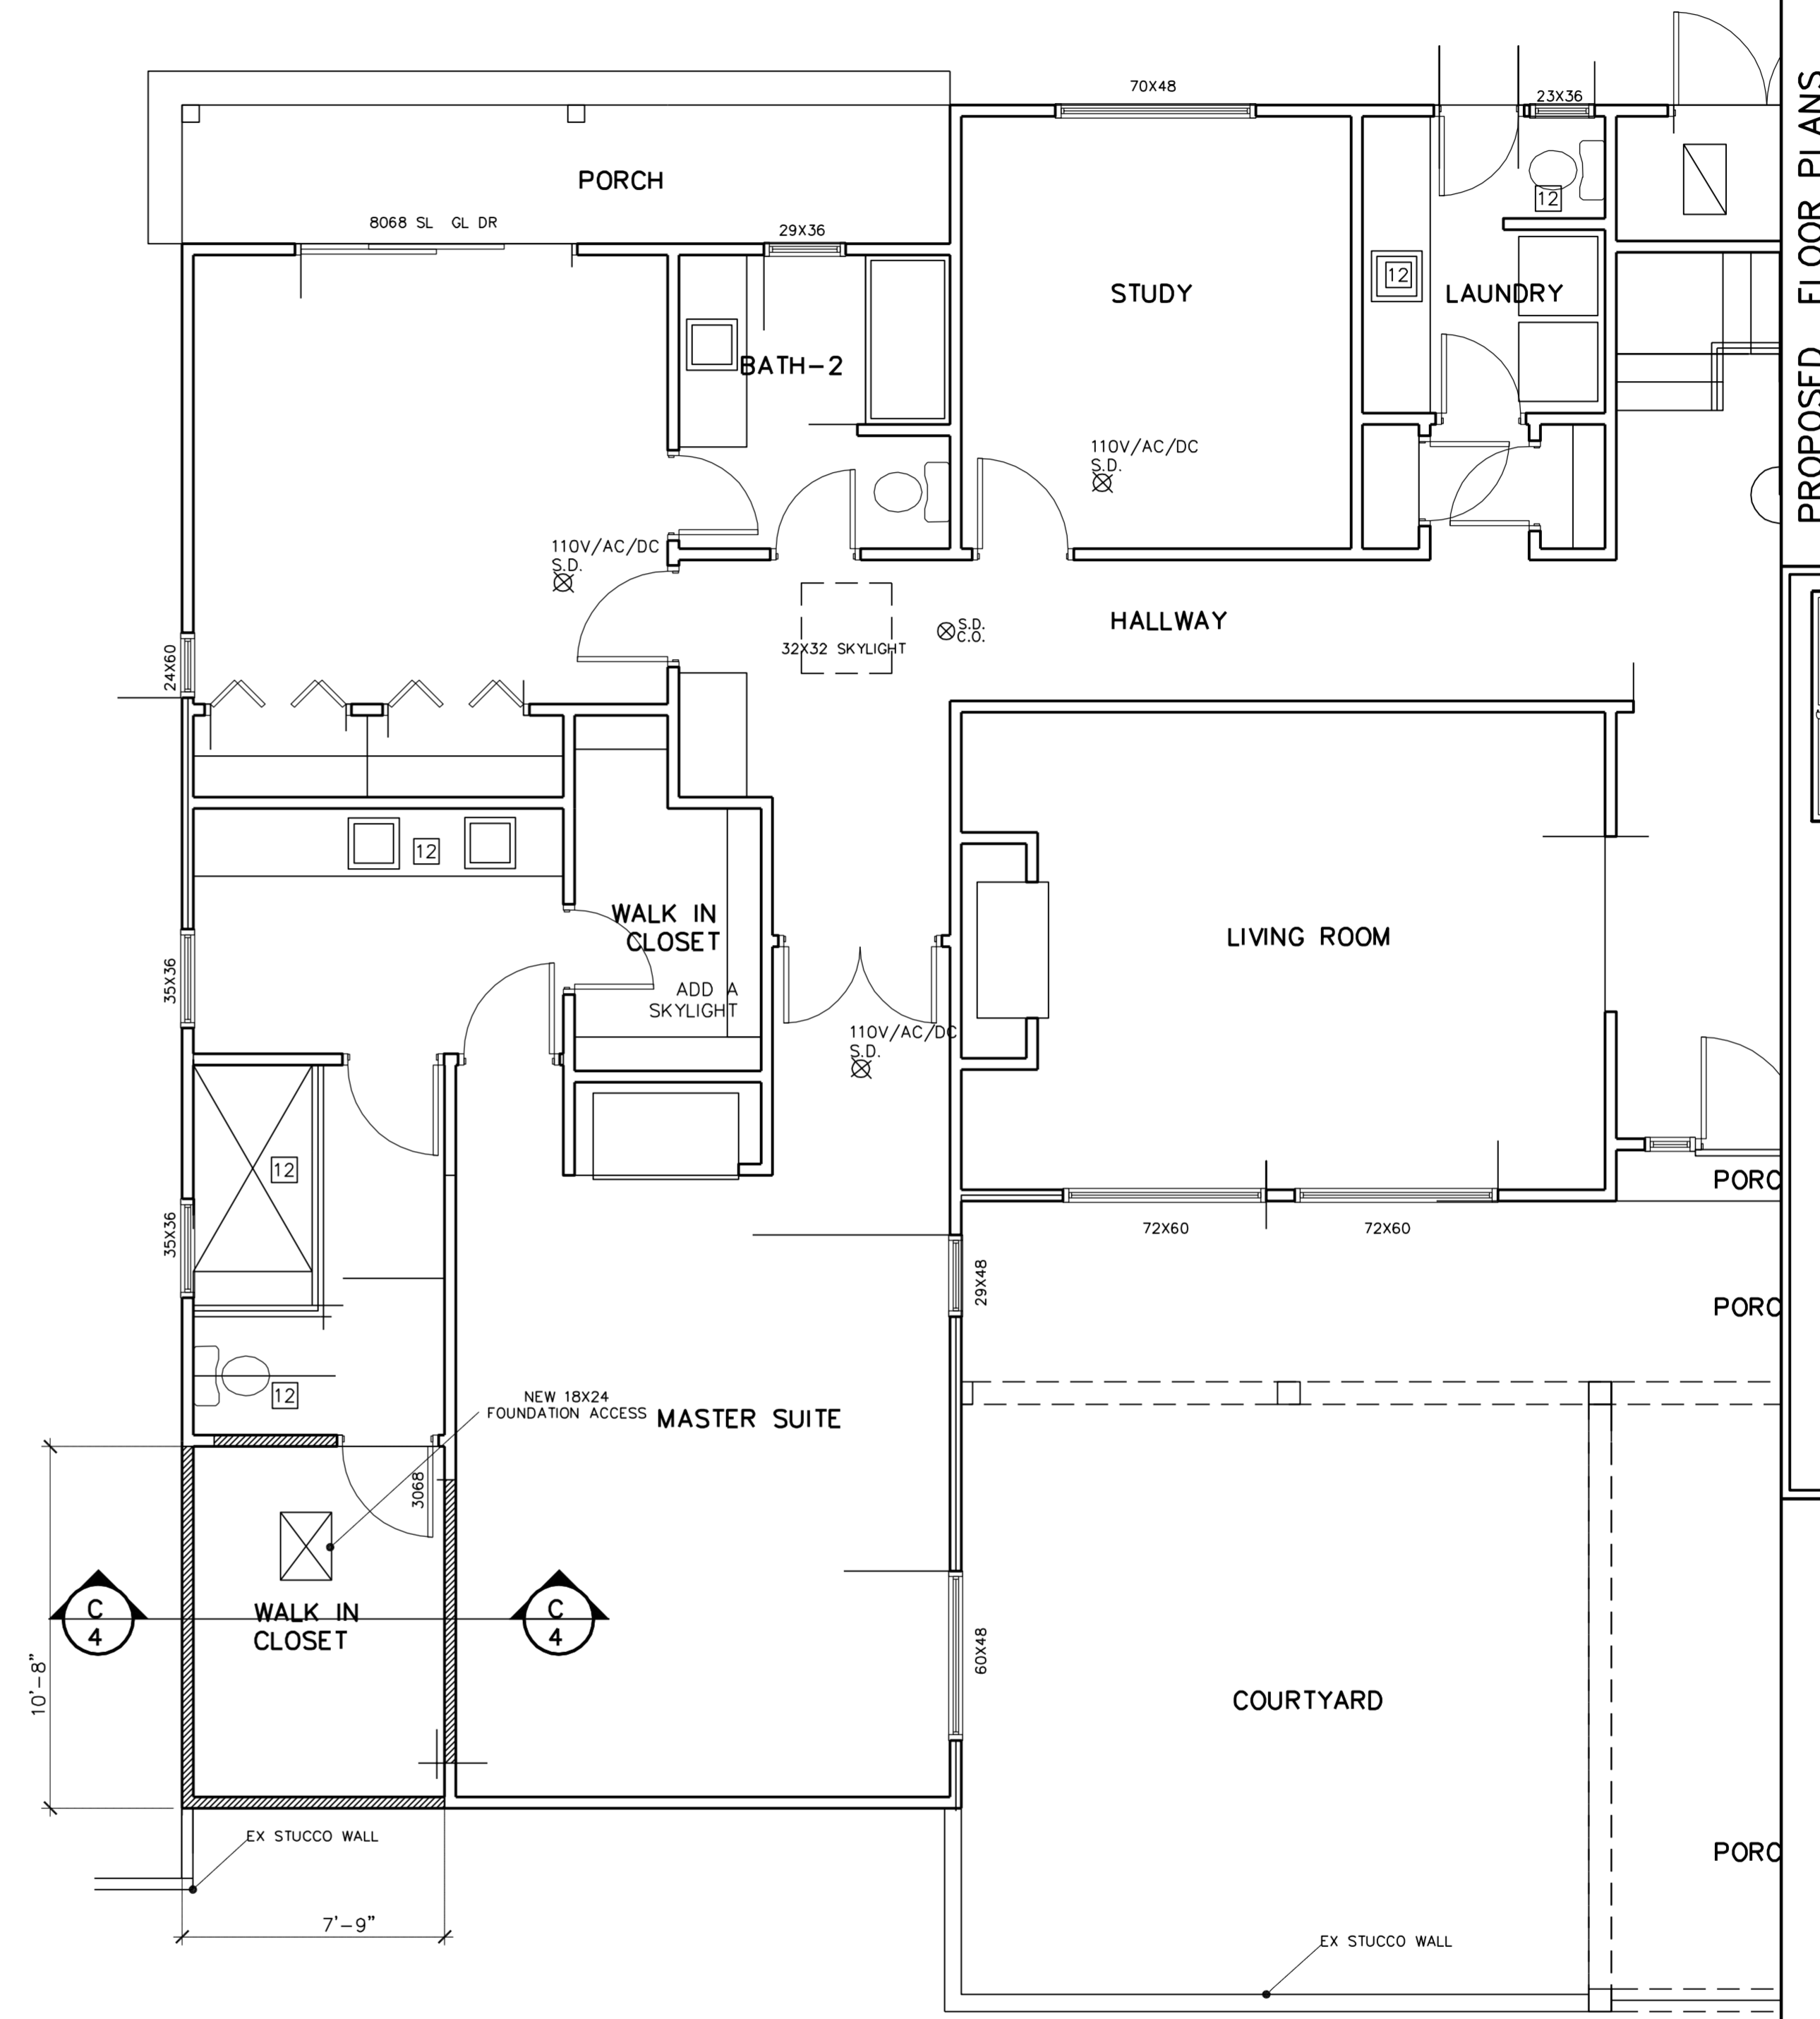 70X48
23X36
PROPOSED FLOOR PLANS
PORCH
8068 SL GL DR
29X36
12
12
STUDY
LAUNDRY
BATH-2
110V/AC/DC
S.D.
110V/AC/DC
S.D.
HALLWAY
S.D.
C.O.
32X32 SKYLIGHT
24X60
12
WALK IN
CLOSET
LIVING ROOM
35X36
ADD A
SKYLIGHT
110V/AC/DC
S.D.
12
PORC
35X36
72X60
72X60
29X48
PORC
12
NEW 18X24
FOUNDATION ACCESS
MASTER SUITE
3068
C
4
WALK IN
CLOSET
C
4
60X48
10'-8"
COURTYARD
EX STUCCO WALL
PORC
7'-9"
EX STUCCO WALL